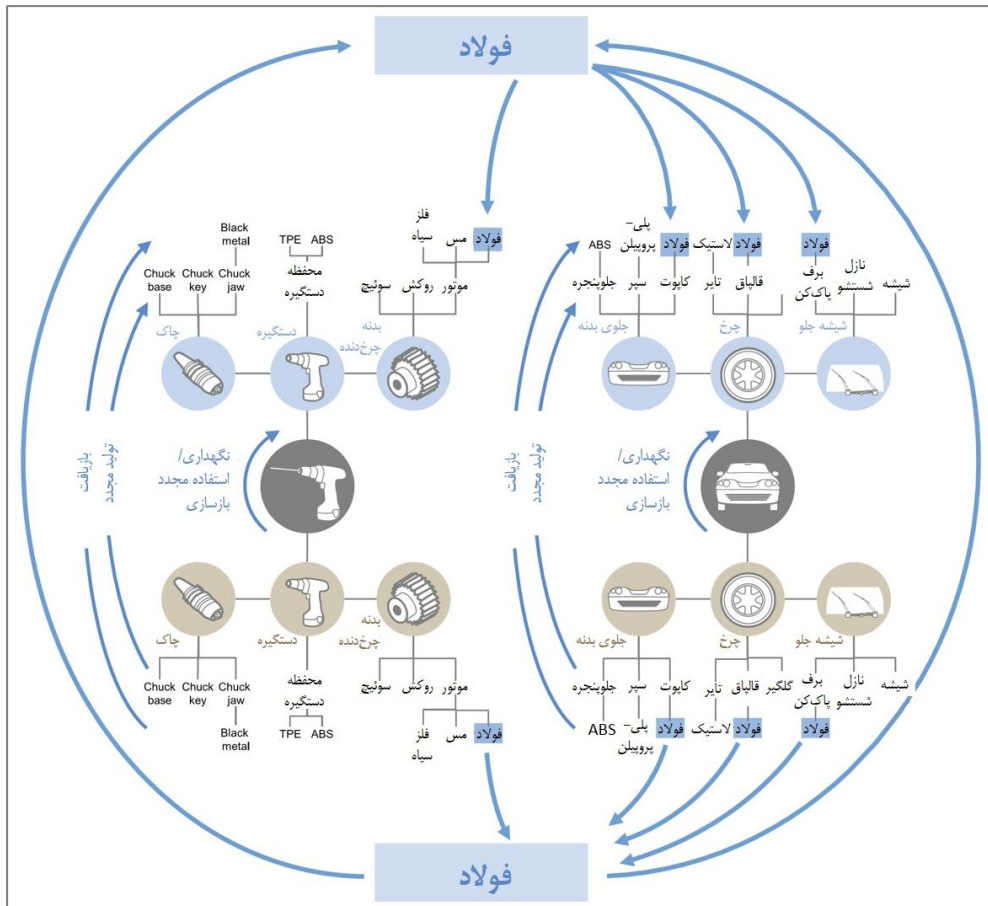 فولاد
فلز
سیاه
مس
فولاد
Black
metal
TPE
ABS
محفظه
دستگیره
Chuck
base
Chuck
key
Chuck
jaw
سوئیچ
روکش
موتور
چاک
دستگیره
بدنه
چرخ‌دنده
ABS
پلی-
پروپیلن
فولاد
لاستیک
فولاد
فولاد
جلوپنجره
سپر
کاپوت
تایر
قالپاق
برف
پاک‌کن
نازل
شستشو
شیشه
جلوی بدنه
چرخ
شیشه جلو
بازیافت
تولید مجدد
نگهداری/
استفاده مجدد
بازسازی
بازیافت
تولید مجدد
نگهداری/
استفاده مجدد
بازسازی
چاک
دستگیره
بدنه
چرخ‌دنده
Chuck
base
Chuck
key
Chuck
jaw
محفظه
دستگیره
سوئیچ
روکش
موتور
Black
metal
TPE
ABS
فلز
سیاه
مس
فولاد
جلوی بدنه
چرخ
شیشه جلو
جلوپنجره
سپر
کاپوت
تایر
قالپاق
گلگیر
برف
پاک‌کن
نازل
شستشو
شیشه
ABS
پلی-
پروپیلن
فولاد
لاستیک
فولاد
فولاد
فولاد